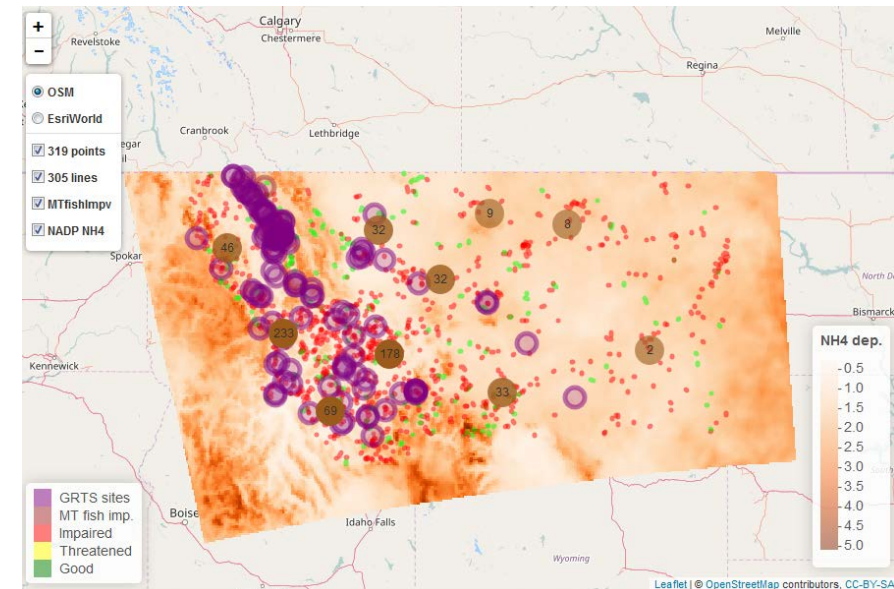 Calgary
Chestermere
Revelstoke
Melville
Regina
+
−
OSM
EsriWorld
319 points
305 lines
MTfishImpv
NADP NH4
Cranbrook
Lethbridge
egar
il
Spokar
9
8
32
46
32
233
178
2
33
69
North D
Bismarck
Kennewick
NH4 dep.
0.5
1.0
1.5
2.0
2.5
3.0
3.5
4.0
4.5
5.0
GRTS sites
MT fish imp.
Impaired
Threatened
Good
Boise
Idaho Falls
Wyoming
Leaflet | © OpenStreetMap contributors, CC-BY-SA